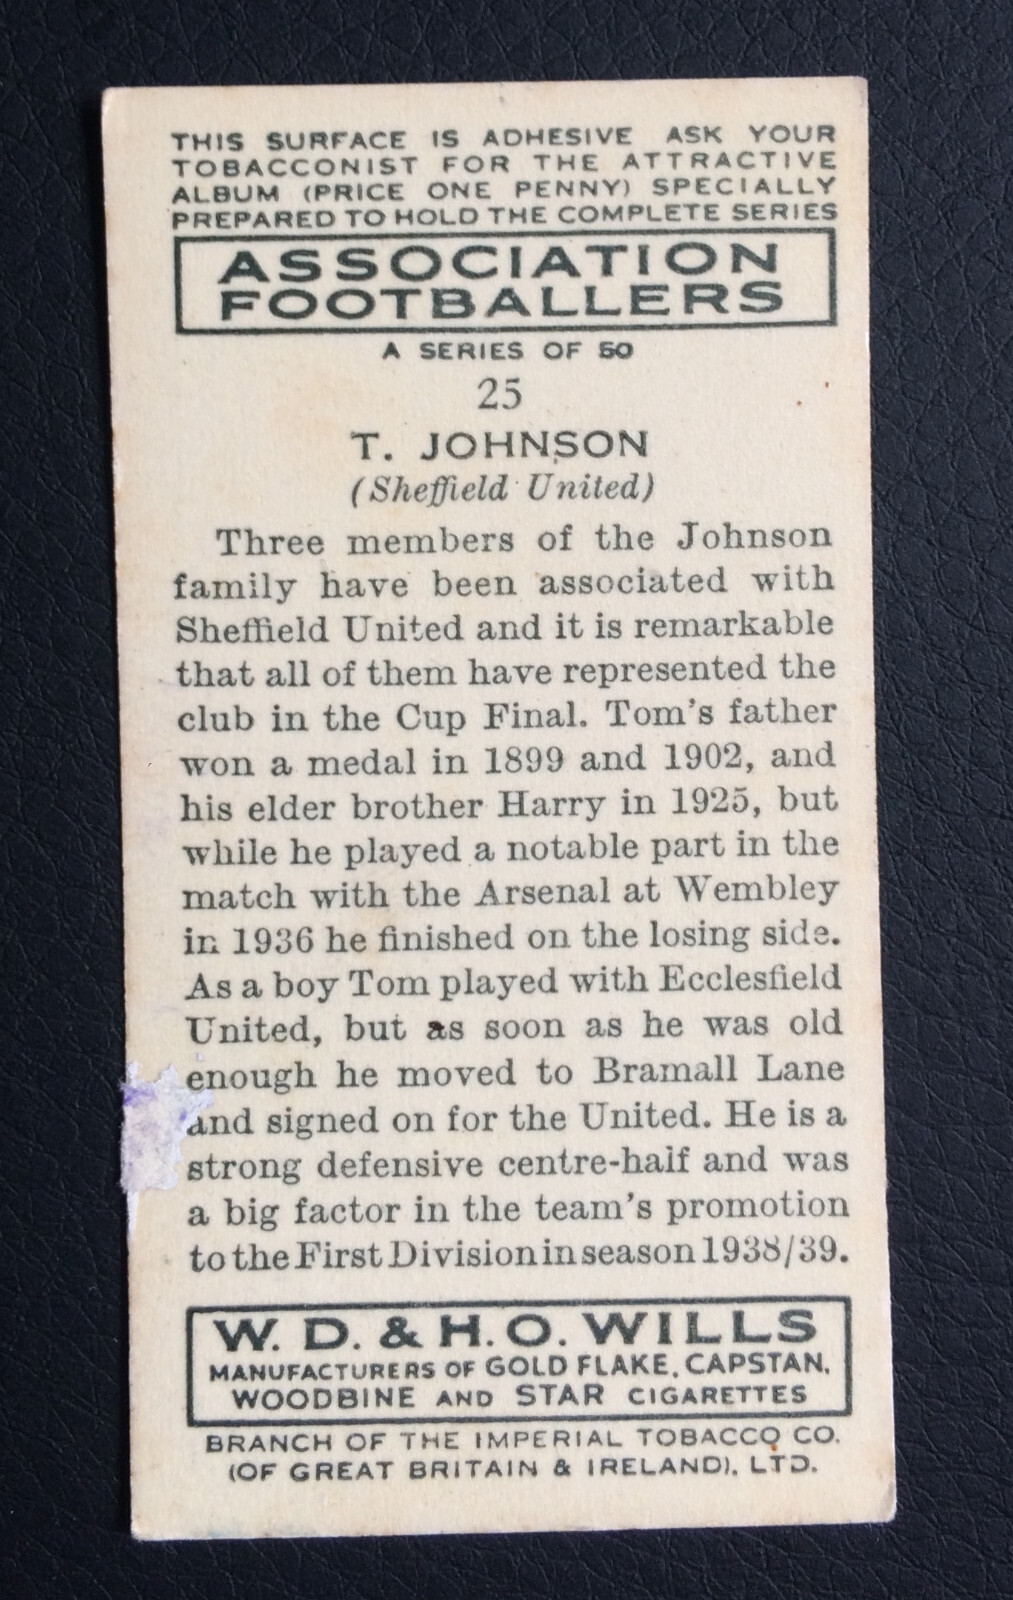 THIS SURFACE IS ADHESIVE ASK YOUR
TOBACCONIST FOR THE ATTRACTIVE
ALBUM (PRICE ONE PENNY) SPECIALLY
PREPARED TO HOLD THE COMPLETE SERIES
ASSOCIATION
FOOTBALLERS
A SERIES OF 50
25
T. JOHNSON
(Sheffield United)
Three members of the Johnson
family have been associated with
Sheffield United and it is remarkable
that all of them have represented the
club in the Cup Final. Tom's father
won a medal in 1899 and 1902, and
his elder brother Harry in 1925, but
while he played a notable part in the
match with the Arsenal at Wembley
in 1936 he finished on the losing side.
As a boy Tom played with Ecclesfield
United, but as soon as he was old
enough he moved to Bramall Lane
and signed on for the United. He is a
strong defensive centre-half and was
a big factor in the team's promotion
to the First Division in season 1938/39.
W. D. & H. O. WILLS
MANUFACTURERS OF GOLD FLAKE, CAPSTAN,
WOODBINE AND STAR CIGARETTES
BRANCH OF THE IMPERIAL TOBACCO CO.
(OF GREAT BRITAIN & IRELAND), LTD.